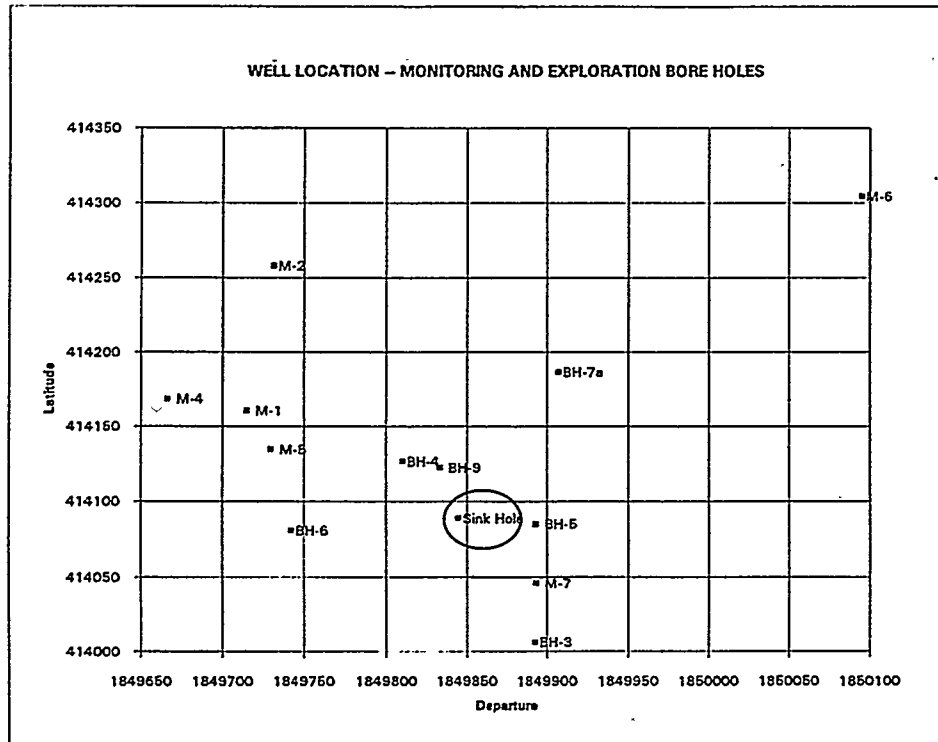 WELL LOCATION – MONITORING AND EXPLORATION BORE HOLES
414350
414300
M-6
M-2
414250
414200
BH-7a
Latitude
M-4
M-1
414150
M-5
BH-4
BH-9
414100
Sink Hole
BH-5
BH-6
414050
M-7
BH-3
414000
1849650 1849700 1849750 1849800 1849850 1849900 1849950 1850000 1850050 1850100
Departure